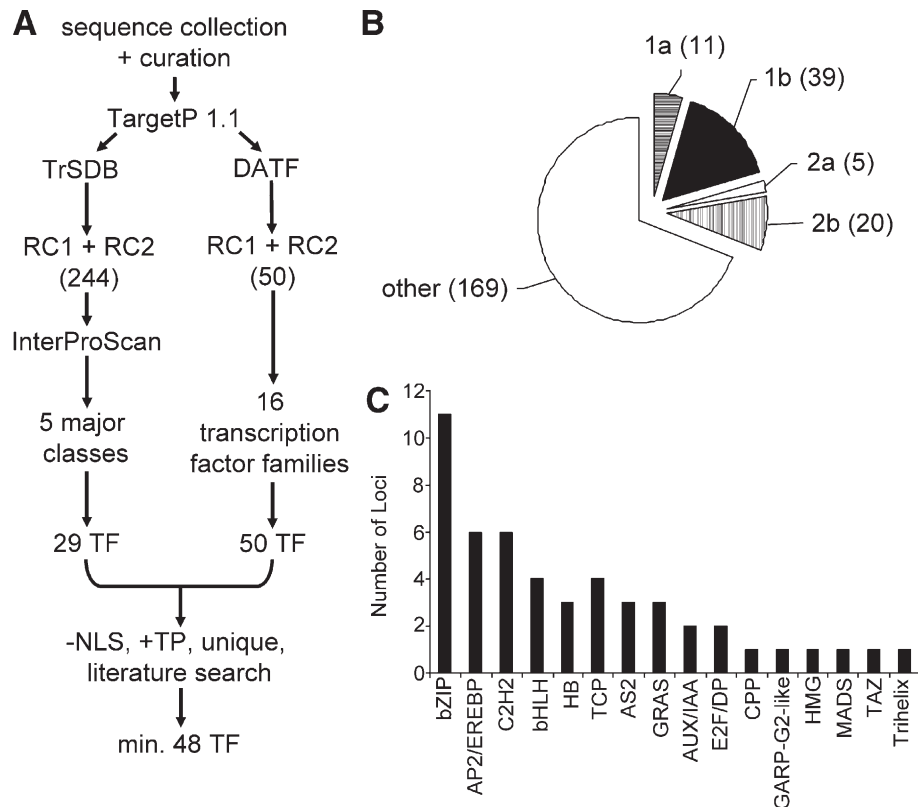 A
sequence collection
+ curation
TargetP 1.1
TrSDB
DATF
RC1 + RC2
(244)
RC1 + RC2
(50)
InterProScan
5 major
classes
16
transcription
factor families
29 TF
50 TF
-NLS, +TP, unique,
literature search
min. 48 TF
B
1a (11)
1b (39)
2a (5)
2b (20)
other (169)
C
Number of Loci
12
10
8
6
4
2
0
bZIP
AP2/EREBP
C2H2
bHLH
HB
TCP
AS2
GRAS
AUX/IAA
E2F/DP
CPP
GARP-G2-like
HMG
MADS
TAZ
Trihelix